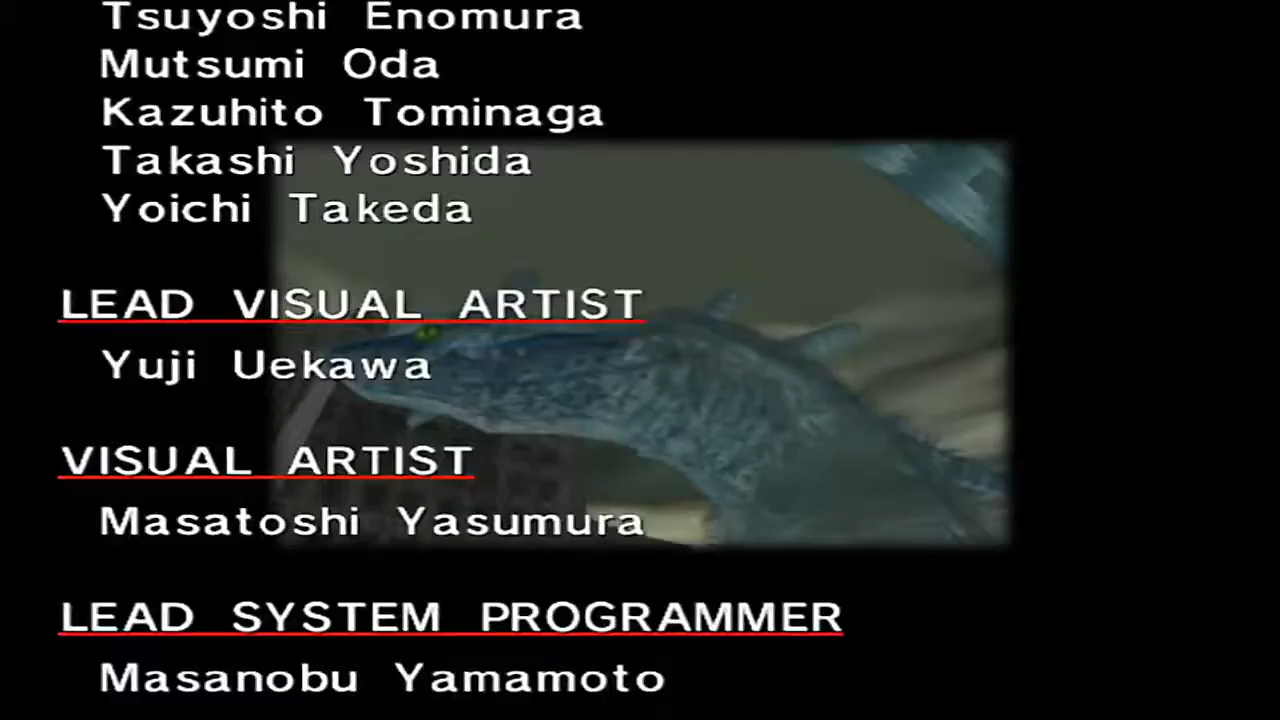 Tsuyoshi Enomura
Mutsumi Oda
Kazuhito Tominaga
Takashi Yoshida
Yoichi Takeda
LEAD VISUAL ARTIST
Yuji Uekawa
VISUAL ARTIST
Masatoshi Yasumura
LEAD SYSTEM PROGRAMMER
Masanobu Yamamoto